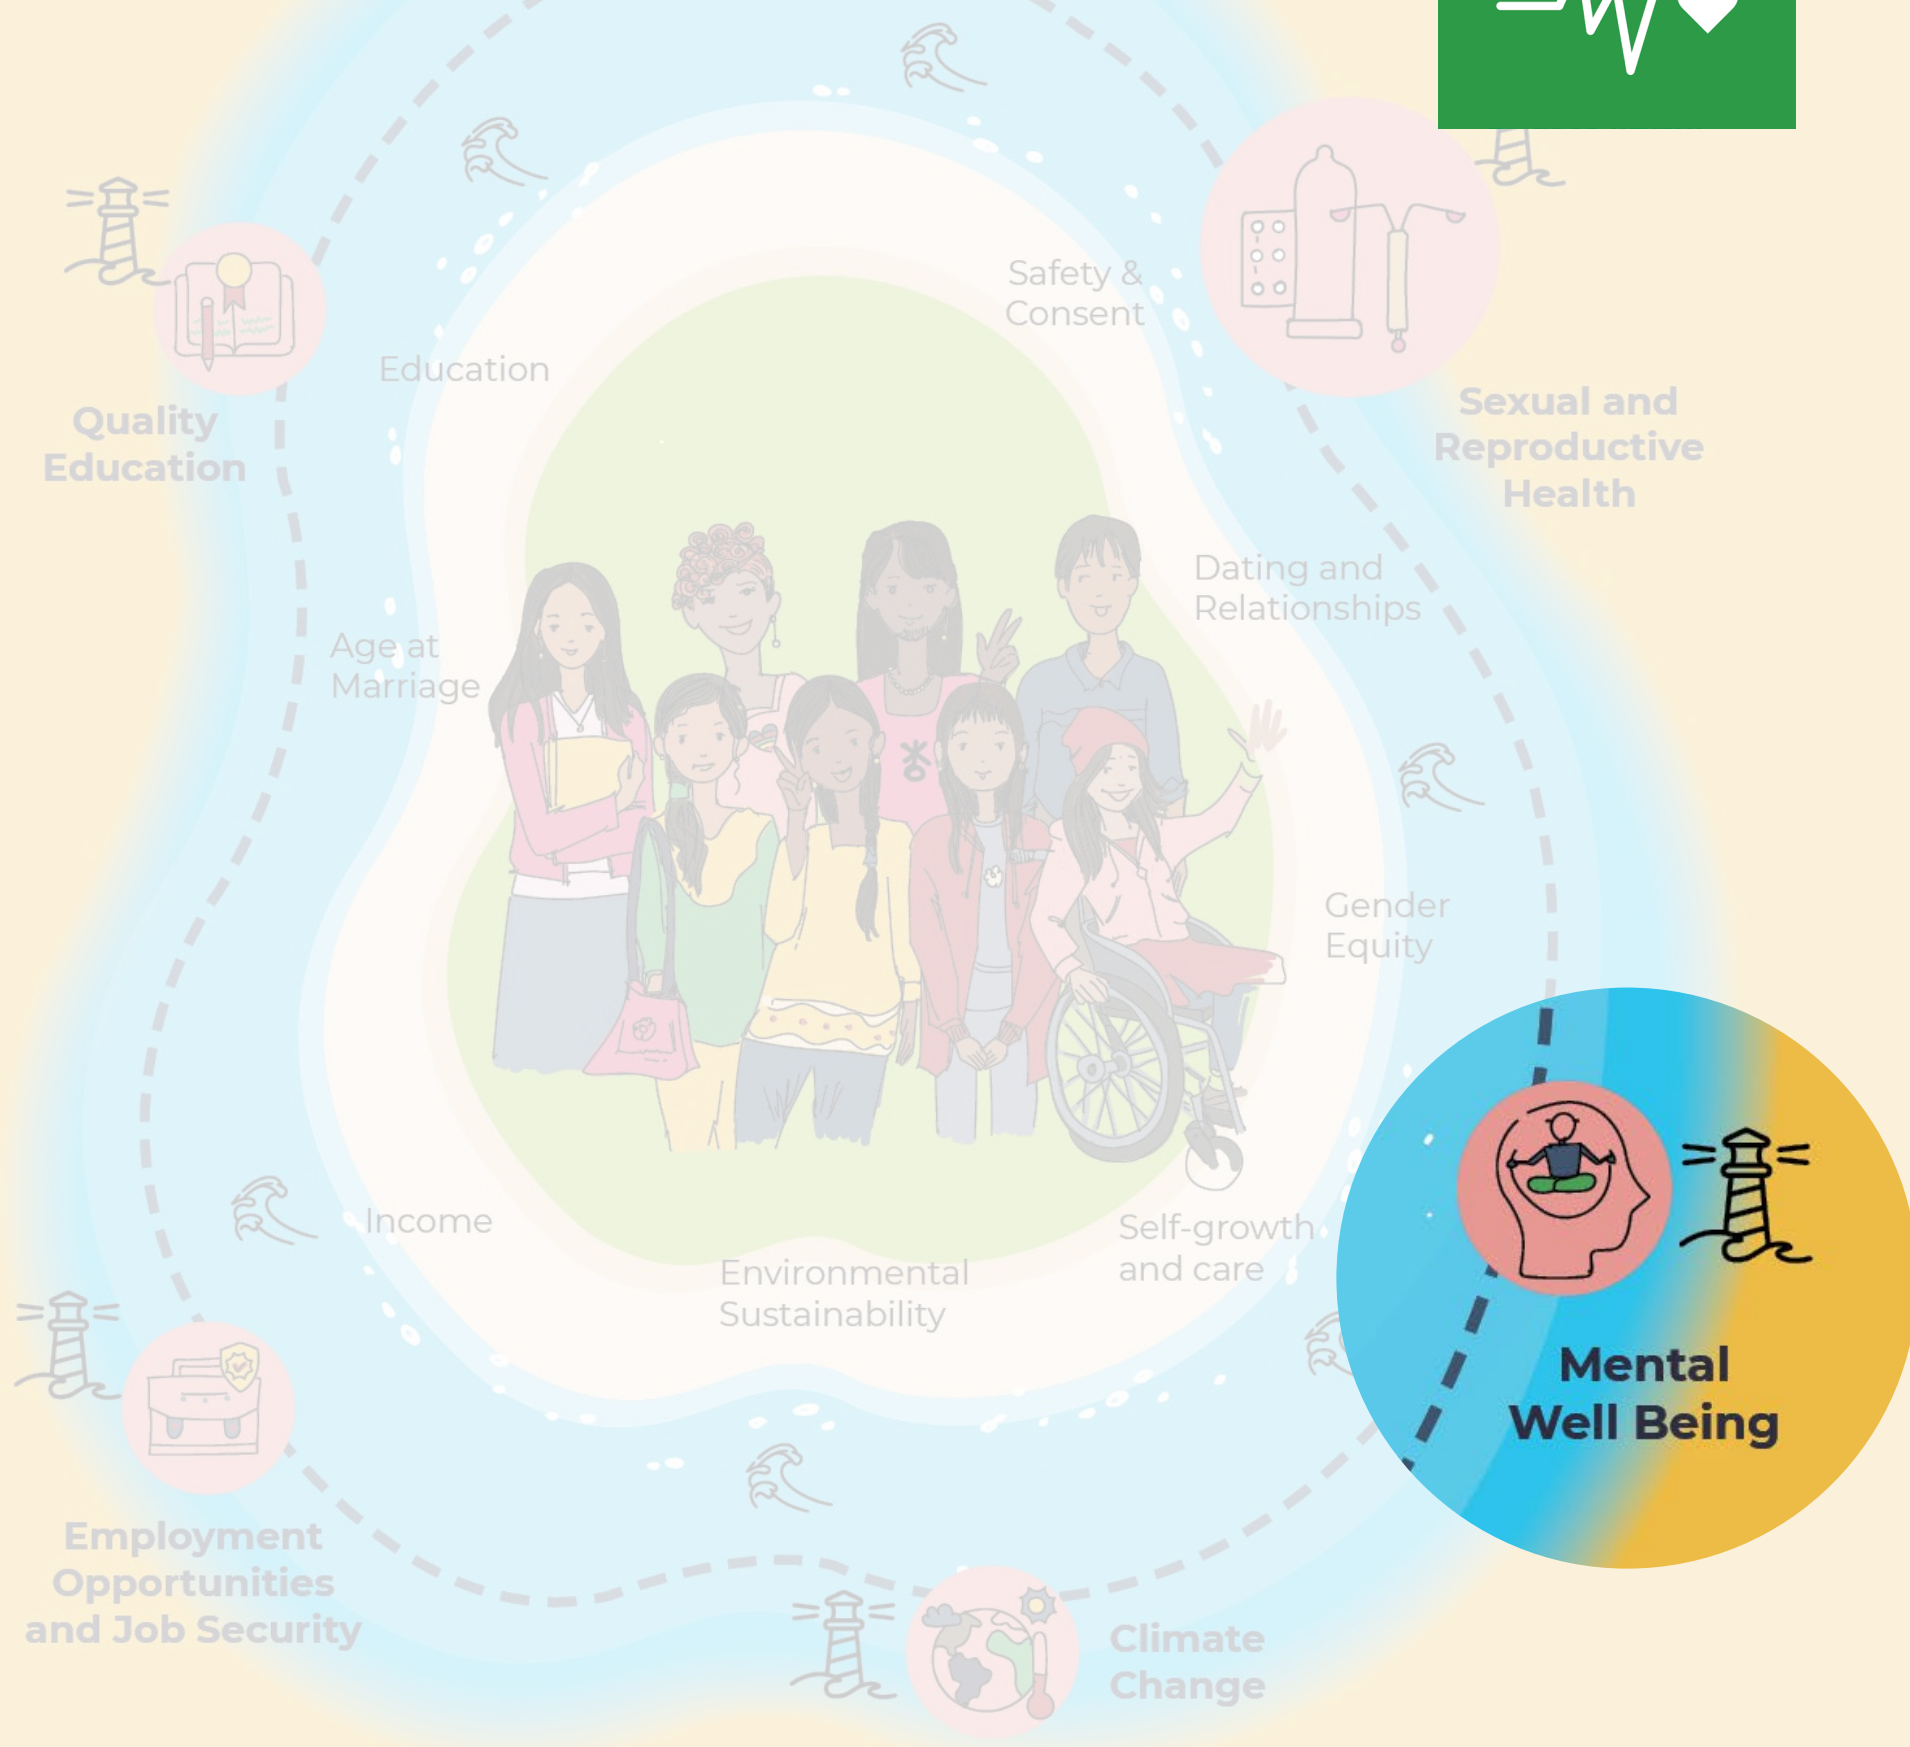 Safety &
Consent
Education
Quality
Education
Sexual and
Reproductive
Health
Dating and
Relationships
Age at
Marriage
Gender
Equity
Income
Self-growth
and care
Environmental
Sustainability
Mental
Well Being
Employment
Opportunities
and Job Security
Climate
Change